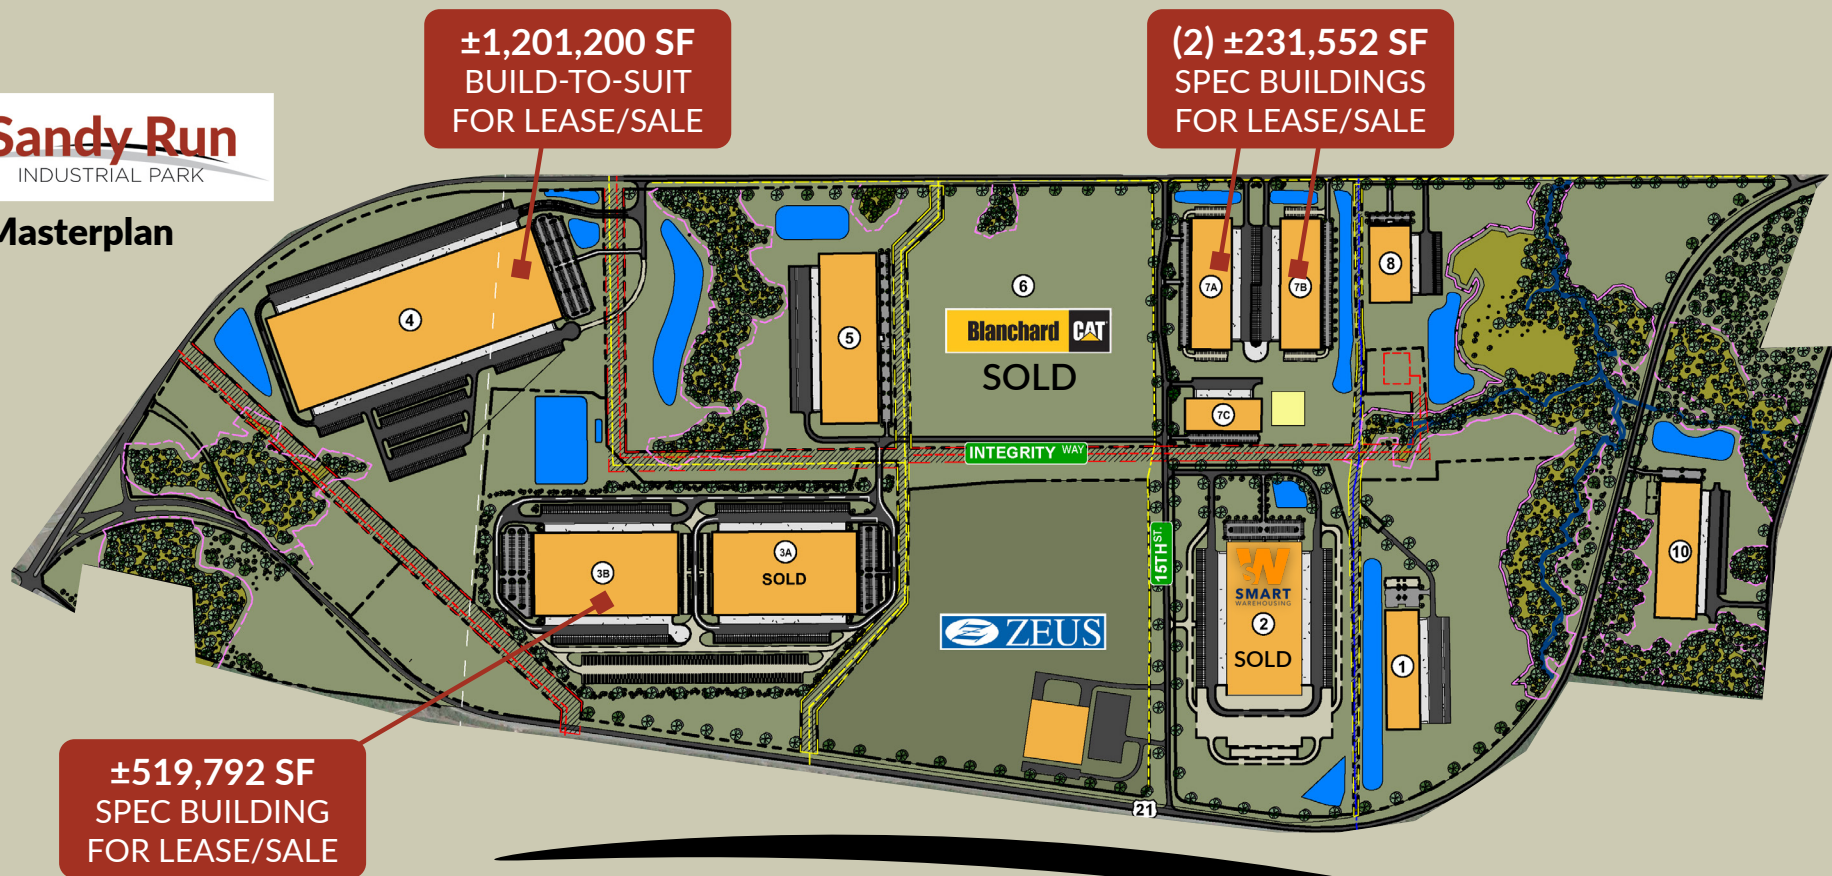 ±1,201,200 SF
BUILD-TO-SUIT
FOR LEASE/SALE
(2) ±231,552 SF
SPEC BUILDINGS
FOR LEASE/SALE
Sandy Run
INDUSTRIAL PARK
Masterplan
4
5
6
Blanchard CAT
SOLD
7A
7B
8
7C
INTEGRITY WAY
3B
3A
SOLD
15TH ST.
SMART
WAREHOUSING
2
SOLD
10
ZEUS
1
21
±519,792 SF
SPEC BUILDING
FOR LEASE/SALE